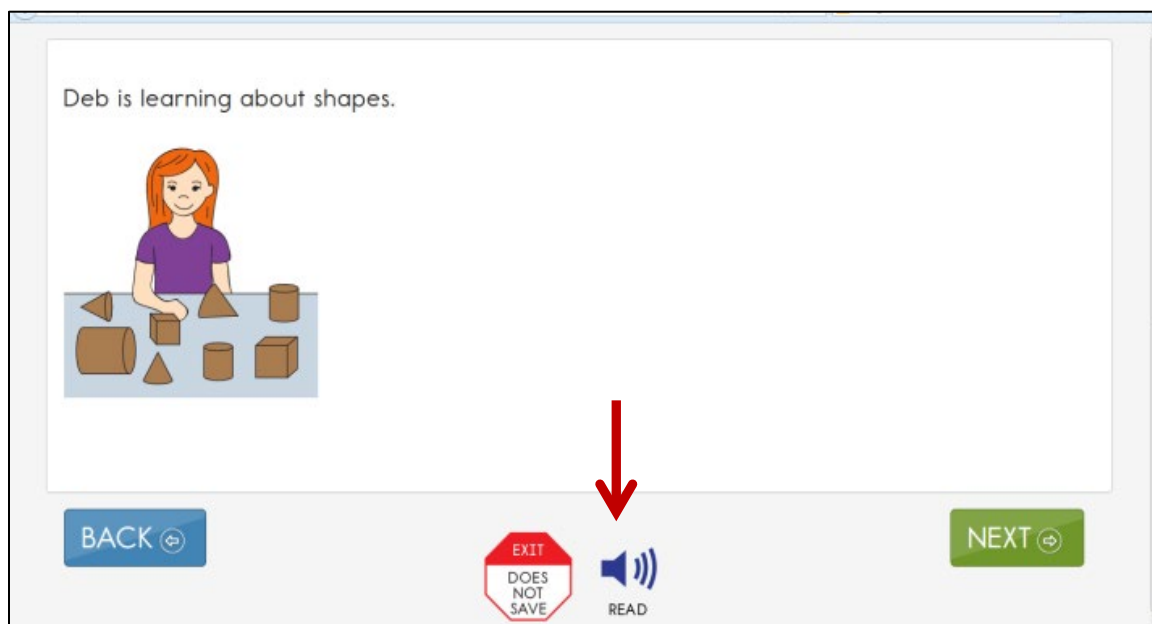 Deb is learning about shapes.
BACK
EXIT
DOES
NOT
SAVE
READ
NEXT